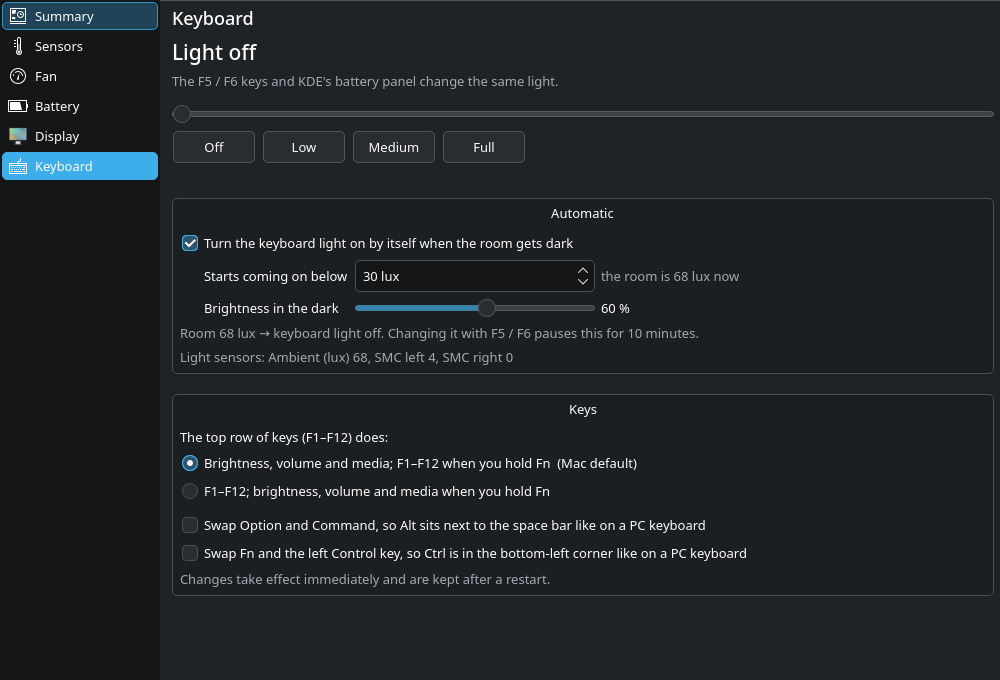 Summary
Sensors
Fan
Battery
Display
Keyboard
Keyboard
Light off
The F5 / F6 keys and KDE's battery panel change the same light.
Off Low Medium Full
Automatic
Turn the keyboard light on by itself when the room gets dark
Starts coming on below 30 lux the room is 68 lux now
Brightness in the dark 60 %
Room 68 lux → keyboard light off. Changing it with F5 / F6 pauses this for 10 minutes.
Light sensors: Ambient (lux) 68, SMC left 4, SMC right 0
Keys
The top row of keys (F1–F12) does:
Brightness, volume and media; F1–F12 when you hold Fn  (Mac default)
F1–F12; brightness, volume and media when you hold Fn
Swap Option and Command, so Alt sits next to the space bar like on a PC keyboard
Swap Fn and the left Control key, so Ctrl is in the bottom-left corner like on a PC keyboard
Changes take effect immediately and are kept after a restart.